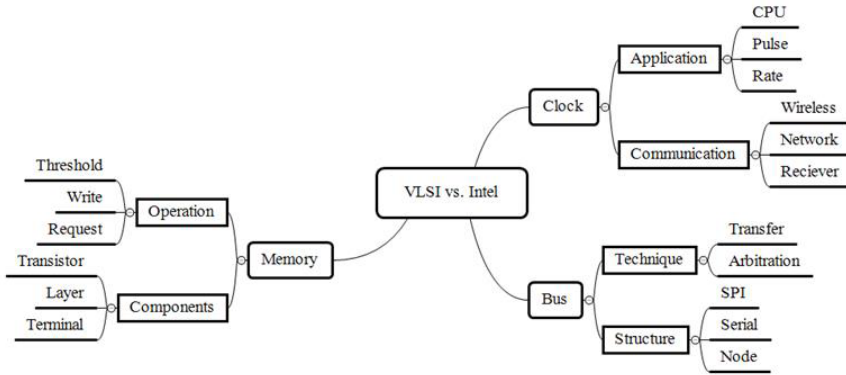 VLSI vs. Intel
Clock
Application
CPU
Pulse
Rate
Communication
Wireless
Network
Reciever
Bus
Technique
Transfer
Arbitration
Structure
SPI
Serial
Node
Memory
Operation
Threshold
Write
Request
Components
Transistor
Layer
Terminal